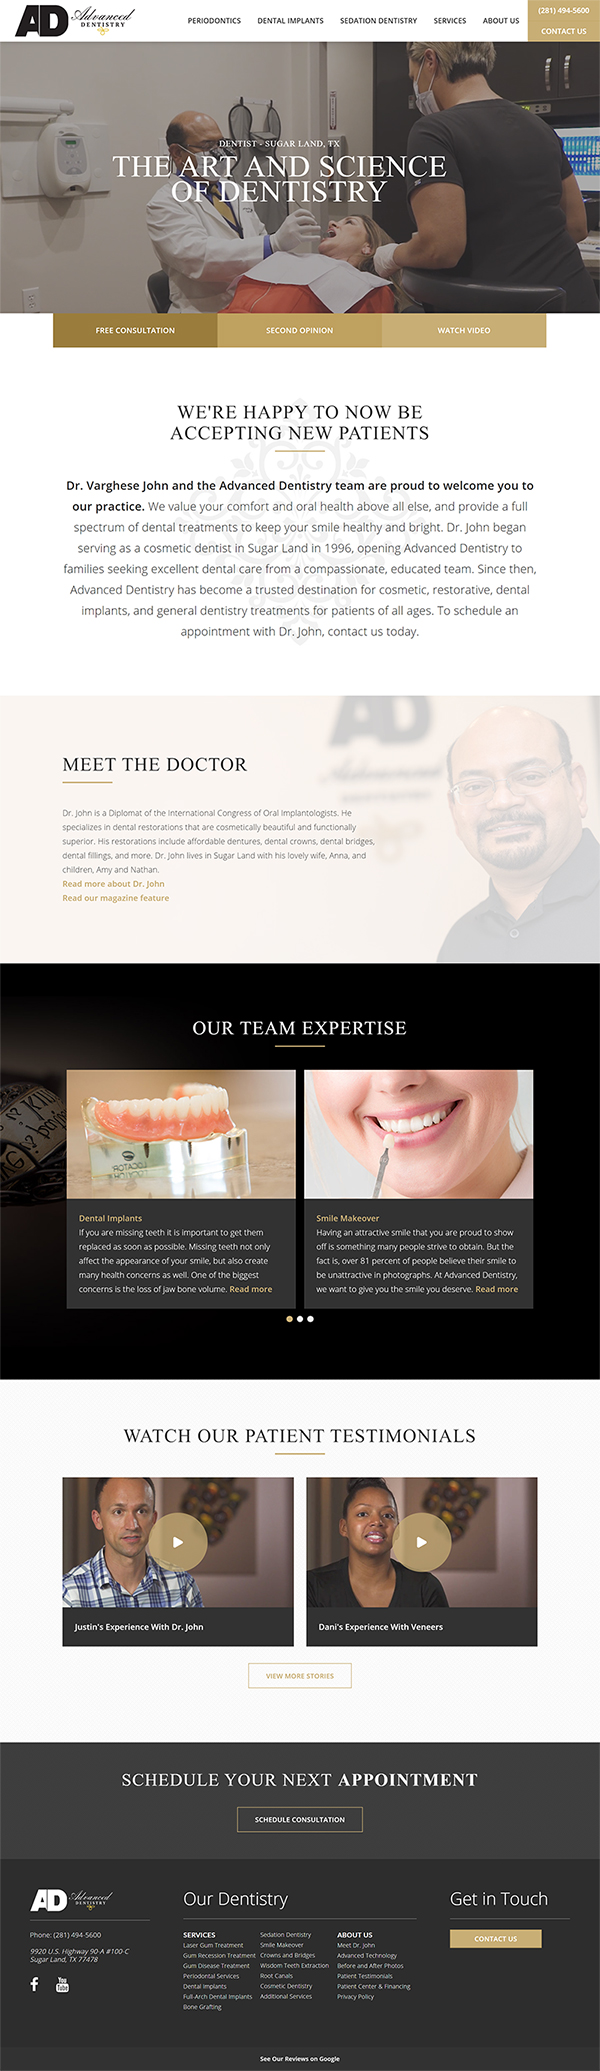 AD Advanced DENTISTRY
PERIODONTICS DENTAL IMPLANTS SEDATION DENTISTRY SERVICES ABOUT US
(281) 494-5600
CONTACT US
DENTIST - SUGAR LAND, TX
THE ART AND SCIENCE
OF DENTISTRY
FREE CONSULTATION SECOND OPINION WATCH VIDEO
WE'RE HAPPY TO NOW BE
ACCEPTING NEW PATIENTS
Dr. Varghese John and the Advanced Dentistry team are proud to welcome you to
our practice. We value your comfort and oral health above all else, and provide a full
spectrum of dental treatments to keep your smile healthy and bright. Dr. John began
serving as a cosmetic dentist in Sugar Land in 1996, opening Advanced Dentistry to
families seeking excellent dental care from a compassionate, educated team. Since then,
Advanced Dentistry has become a trusted destination for cosmetic, restorative, dental
implants, and general dentistry treatments for patients of all ages. To schedule an
appointment with Dr. John, contact us today.
AD
Advanced
MEET THE DOCTOR
Dr. John is a Diplomat of the International Congress of Oral Implantologists. He
specializes in dental restorations that are cosmetically beautiful and functionally
superior. His restorations include affordable dentures, dental crowns, dental bridges,
dental fillings, and more. Dr. John lives in Sugar Land with his lovely wife, Anna, and
children, Amy and Nathan.
Read more about Dr. John
Read our magazine feature
OUR TEAM EXPERTISE
LOCATOR
Dental Implants
If you are missing teeth it is important to get them
replaced as soon as possible. Missing teeth not only
affect the appearance of your smile, but also create
many health concerns as well. One of the biggest
concerns is the loss of jaw bone volume. Read more
Smile Makeover
Having an attractive smile that you are proud to show
off is something many people strive to obtain. But the
fact is, over 81 percent of people believe their smile to
be unattractive in photographs. At Advanced Dentistry,
we want to give you the smile you deserve. Read more
WATCH OUR PATIENT TESTIMONIALS
Justin's Experience With Dr. John
Dani's Experience With Veneers
VIEW MORE STORIES
SCHEDULE YOUR NEXT APPOINTMENT
SCHEDULE CONSULTATION
AD Advanced DENTISTRY
Phone: (281) 494-5600
9920 U.S. Highway 90-A #100-C
Sugar Land, TX 77478
f You Tube
Our Dentistry
SERVICES
Laser Gum Treatment
Gum Recession Treatment
Gum Disease Treatment
Periodontal Services
Dental Implants
Full-Arch Dental Implants
Bone Grafting
Sedation Dentistry
Smile Makeover
Crowns and Bridges
Wisdom Teeth Extraction
Root Canals
Cosmetic Dentistry
Additional Services
ABOUT US
Meet Dr. John
Advanced Technology
Before and After Photos
Patient Testimonials
Patient Center & Financing
Privacy Policy
Get in Touch
CONTACT US
See Our Reviews on Google